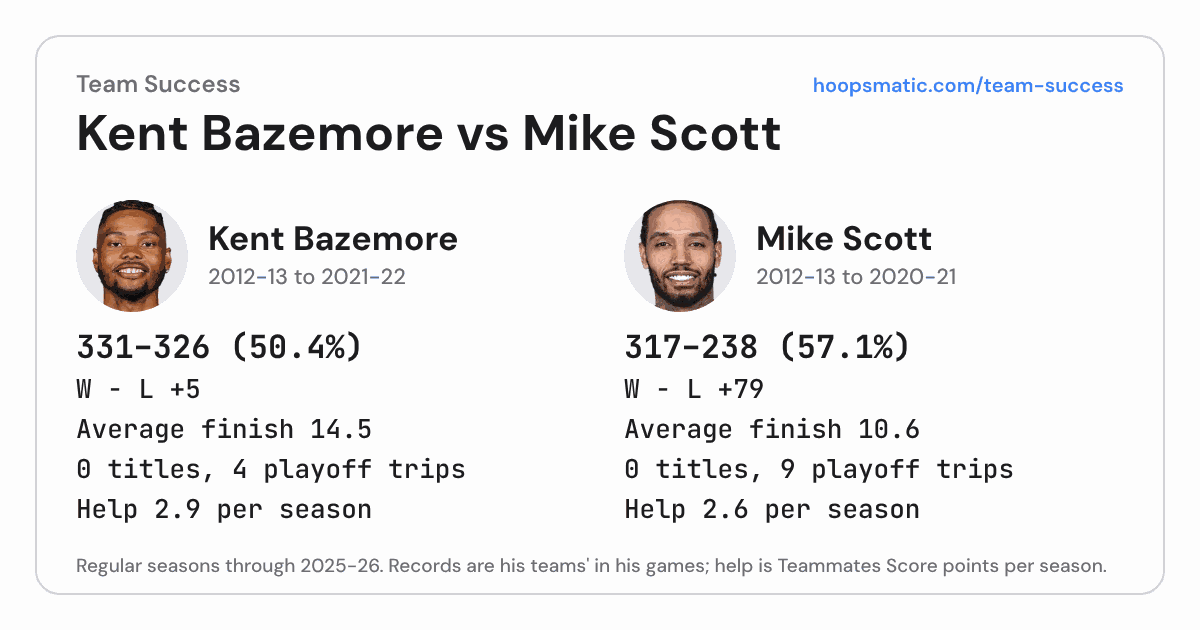 Team Success
hoopsmatic.com/team-success
Kent Bazemore vs Mike Scott
Kent Bazemore
2012-13 to 2021-22
331-326 (50.4%)
W - L +5
Average finish 14.5
0 titles, 4 playoff trips
Help 2.9 per season
Mike Scott
2012-13 to 2020-21
317-238 (57.1%)
W - L +79
Average finish 10.6
0 titles, 9 playoff trips
Help 2.6 per season
Regular seasons through 2025-26. Records are his teams' in his games; help is Teammates Score points per season.